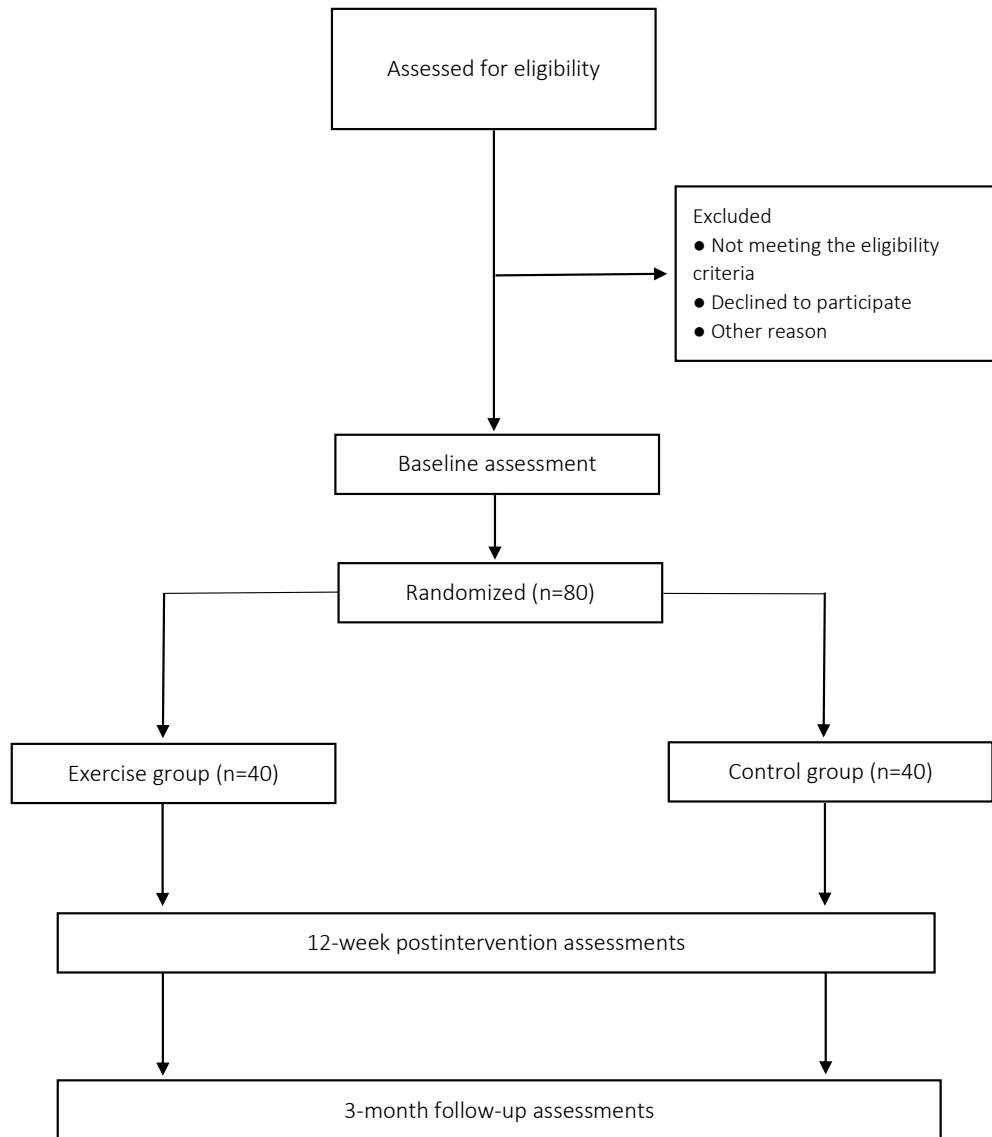 Assessed for eligibility
Excluded
● Not meeting the eligibility
criteria
● Declined to participate
● Other reason
Baseline assessment
Randomized (n=80)
Exercise group (n=40)
Control group (n=40)
12-week postintervention assessments
3-month follow-up assessments